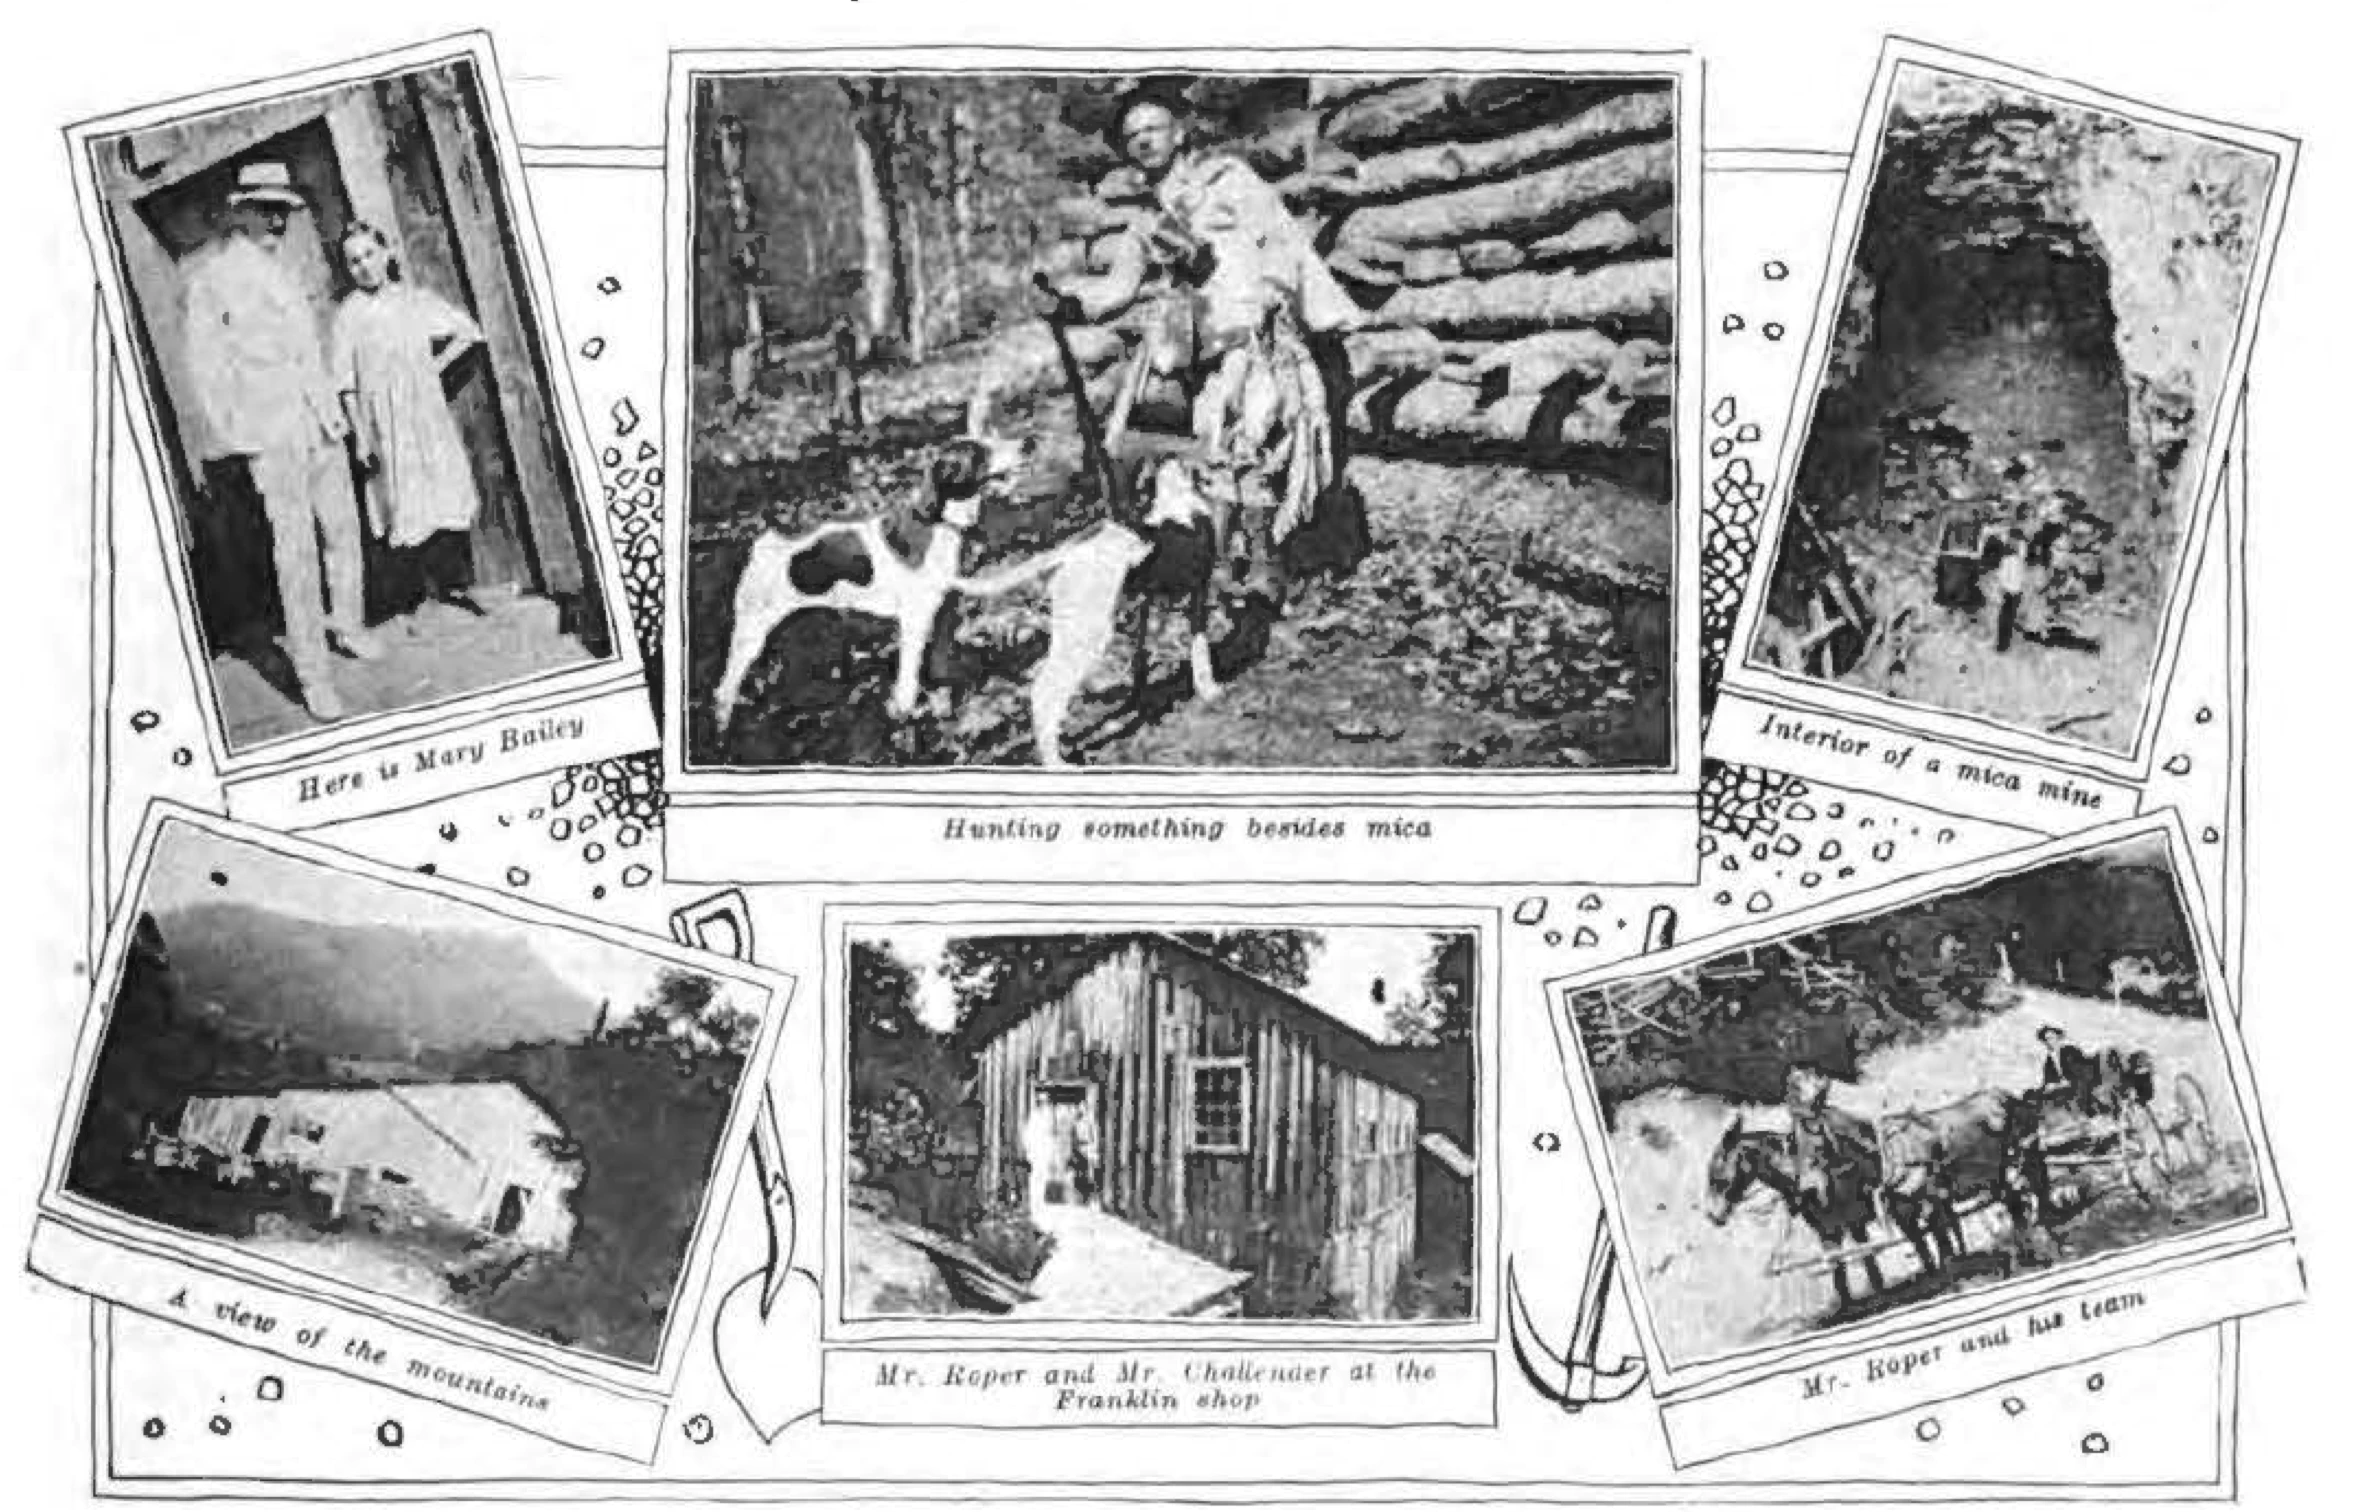 Here is Mary Bailey
Hunting something besides mica
Interior of a mica mine
A view of the mountains
Mr. Roper and Mr. Challender at the
Franklin shop
Mr. Roper and his team